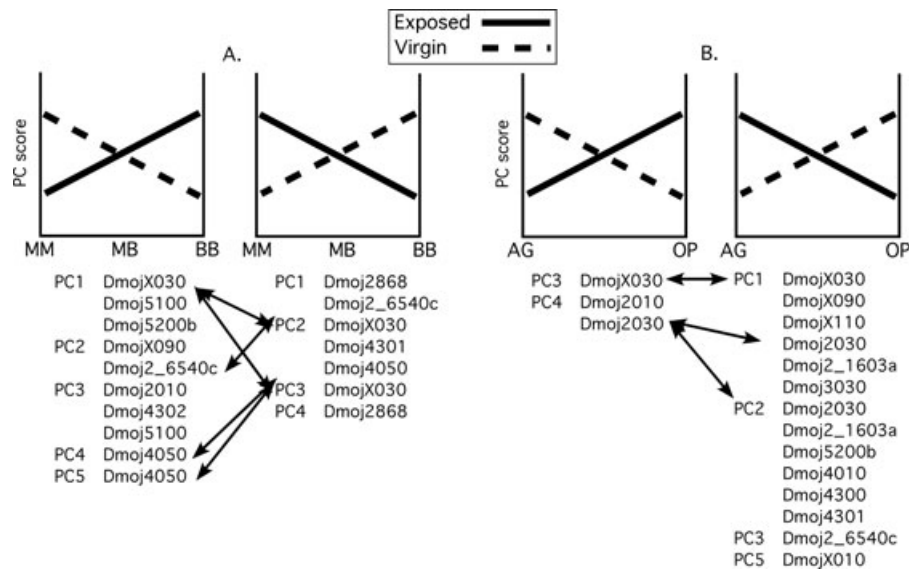 Exposed
Virgin
A.
B.
PC score
MM MB BB
MM MB BB
PC score
AG OP
AG OP
PC1 DmojX030
Dmoj5100
Dmoj5200b
PC2 DmojX090
Dmoj2_6540c
PC3 Dmoj2010
Dmoj4302
Dmoj5100
PC4 Dmoj4050
PC5 Dmoj4050
PC1 Dmoj2868
Dmoj2_6540c
PC2 DmojX030
Dmoj4301
Dmoj4050
PC3 DmojX030
PC4 Dmoj2868
PC3 DmojX030
PC4 Dmoj2010
Dmoj2030
PC1 DmojX030
DmojX090
DmojX110
Dmoj2030
Dmoj2_1603a
Dmoj3030
PC2 Dmoj2030
Dmoj2_1603a
Dmoj5200b
Dmoj4010
Dmoj4300
Dmoj4301
PC3 Dmoj2_6540c
PC5 DmojX010